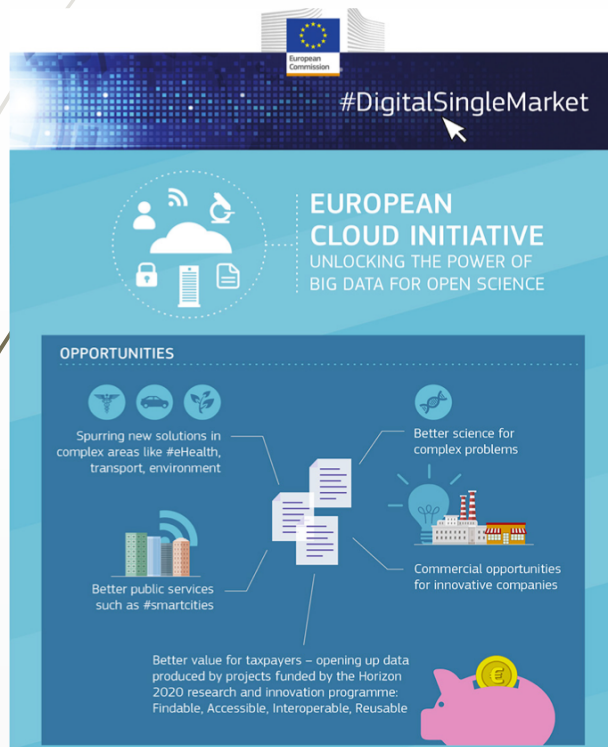 European
Commission
#DigitalSingleMarket
EUROPEAN
CLOUD INITIATIVE
UNLOCKING THE POWER OF
BIG DATA FOR OPEN SCIENCE
OPPORTUNITIES
Spurring new solutions in
complex areas like #eHealth,
transport, environment
Better science for
complex problems
Better public services
such as #smartcities
Commercial opportunities
for innovative companies
Better value for taxpayers – opening up data
produced by projects funded by the Horizon
2020 research and innovation programme:
Findable, Accessible, Interoperable, Reusable
€